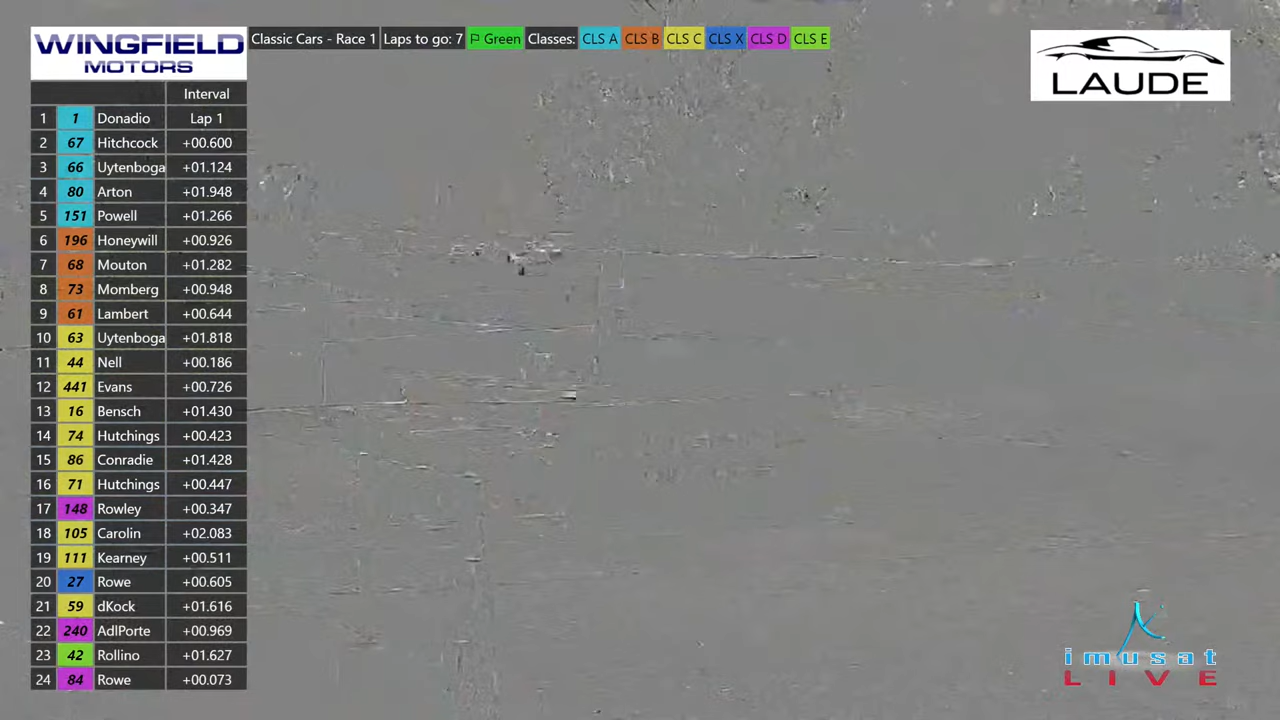 WINGFIELD
MOTORS
Classic Cars - Race 1 Laps to go: 7 Green Classes: CLS A CLS B CLS C CLS X CLS D CLS E
LAUDE
Interval
1 1 Donadio Lap 1
2 67 Hitchcock +00.600
3 66 Uytenboga +01.124
4 80 Arton +01.948
5 151 Powell +01.266
6 196 Honeywill +00.926
7 68 Mouton +01.282
8 73 Momberg +00.948
9 61 Lambert +00.644
10 63 Uytenboga +01.818
11 44 Nell +00.186
12 441 Evans +00.726
13 16 Bensch +01.430
14 74 Hutchings +00.423
15 86 Conradie +01.428
16 71 Hutchings +00.447
17 148 Rowley +00.347
18 105 Carolin +02.083
19 111 Kearney +00.511
20 27 Rowe +00.605
21 59 dKock +01.616
22 240 AdlPorte +00.969
23 42 Rollino +01.627
24 84 Rowe +00.073
imusat
LIVE